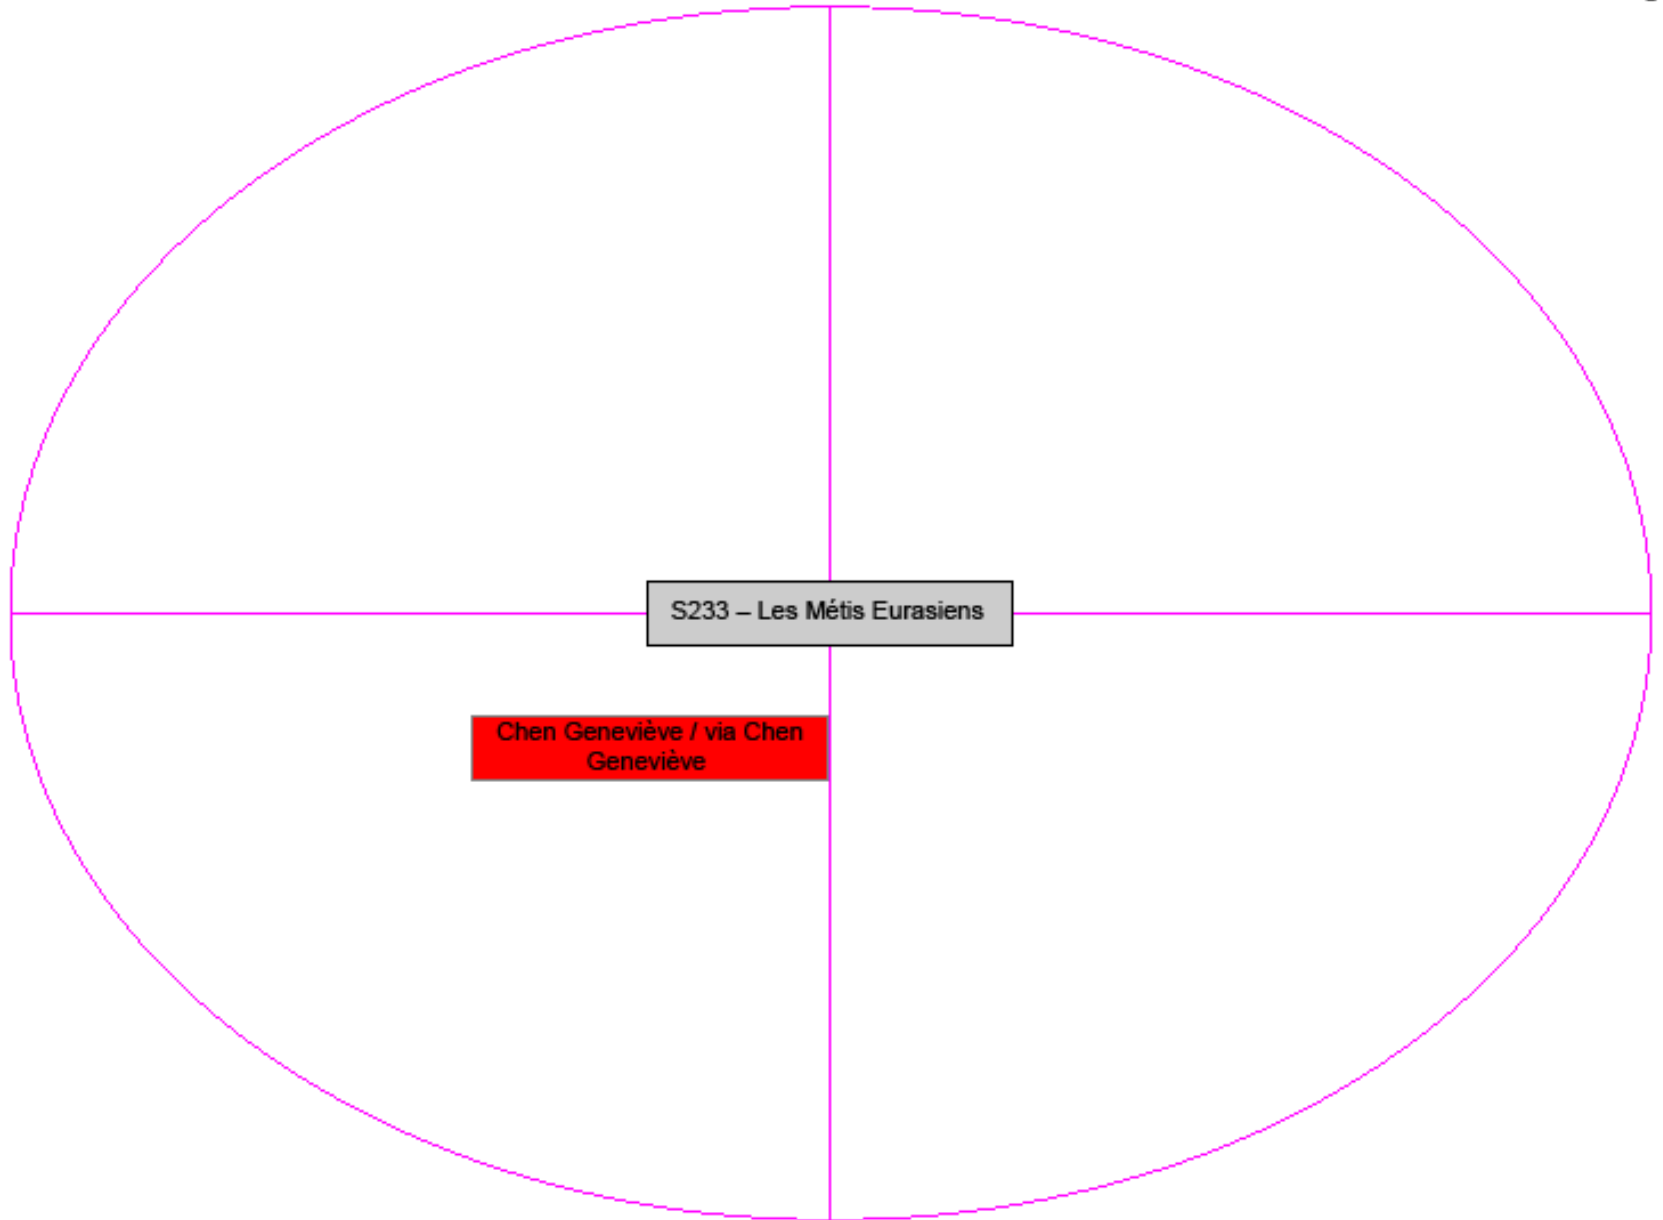 S233 – Les Métis Eurasiens
Chen Geneviève / via Chen
Geneviève